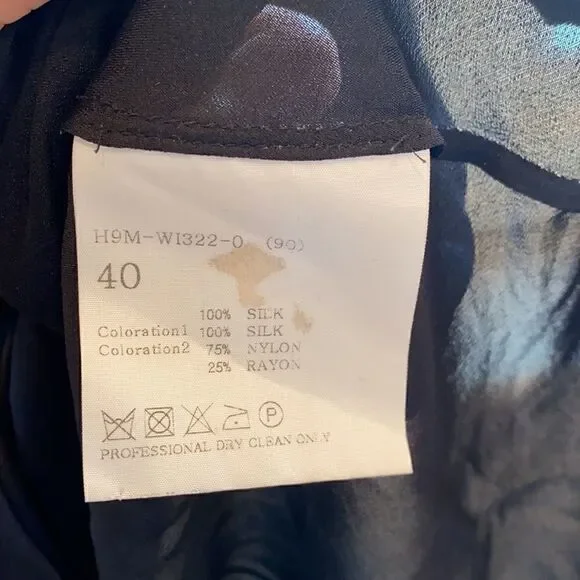 H9M-WI322-0 (90)
40
100% SILK
Coloration1 100% SILK
Coloration2 75% NYLON
25% RAYON
P
PROFESSIONAL DRY CLEAN ONLY